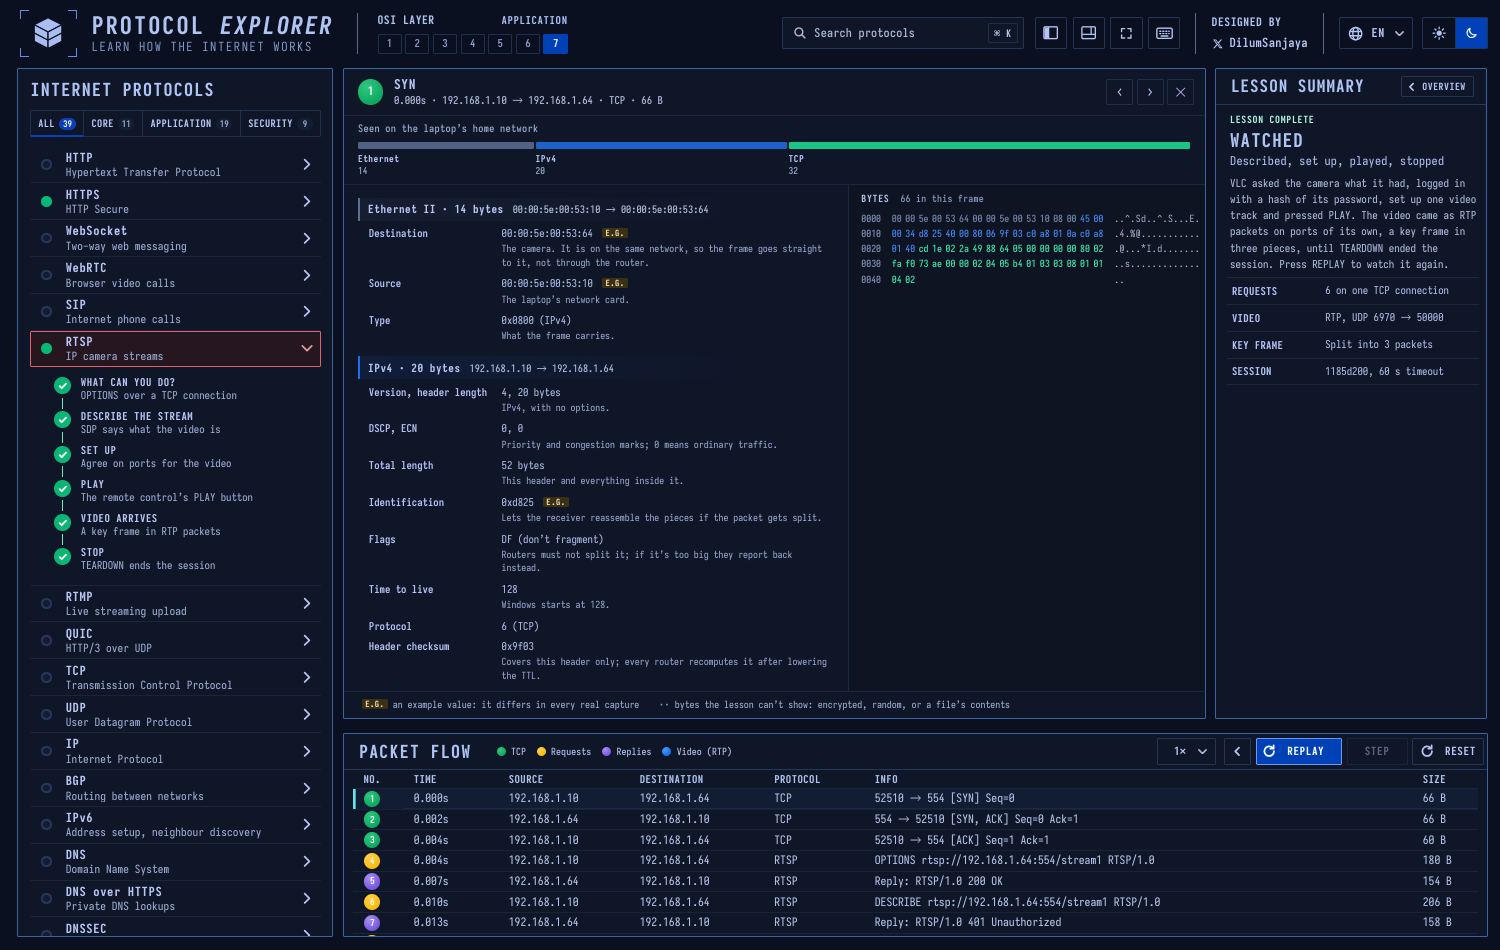 PROTOCOL EXPLORER
LEARN HOW THE INTERNET WORKS
OSI LAYER APPLICATION
1 2 3 4 5 6 7
Search protocols ⌘ K
DESIGNED BY
DilumSanjaya
EN
INTERNET PROTOCOLS
ALL 39 CORE 11 APPLICATION 19 SECURITY 9
HTTP
Hypertext Transfer Protocol
HTTPS
HTTP Secure
WebSocket
Two-way web messaging
WebRTC
Browser video calls
SIP
Internet phone calls
RTSP
IP camera streams
WHAT CAN YOU DO?
OPTIONS over a TCP connection
DESCRIBE THE STREAM
SDP says what the video is
SET UP
Agree on ports for the video
PLAY
The remote control's PLAY button
VIDEO ARRIVES
A key frame in RTP packets
STOP
TEARDOWN ends the session
RTMP
Live streaming upload
QUIC
HTTP/3 over UDP
TCP
Transmission Control Protocol
UDP
User Datagram Protocol
IP
Internet Protocol
BGP
Routing between networks
IPv6
Address setup, neighbour discovery
DNS
Domain Name System
DNS over HTTPS
Private DNS lookups
DNSSEC
1 SYN
0.000s · 192.168.1.10 → 192.168.1.64 · TCP · 66 B
Seen on the laptop's home network
Ethernet IPv4 TCP
14 20 32
Ethernet II · 14 bytes 00:00:5e:00:53:10 → 00:00:5e:00:53:64
Destination 00:00:5e:00:53:64 E.G.
The camera. It is on the same network, so the frame goes straight
to it, not through the router.
Source 00:00:5e:00:53:10 E.G.
The laptop's network card.
Type 0x0800 (IPv4)
What the frame carries.
IPv4 · 20 bytes 192.168.1.10 → 192.168.1.64
Version, header length 4, 20 bytes
IPv4, with no options.
DSCP, ECN 0, 0
Priority and congestion marks; 0 means ordinary traffic.
Total length 52 bytes
This header and everything inside it.
Identification 0xd825 E.G.
Lets the receiver reassemble the pieces if the packet gets split.
Flags DF (don't fragment)
Routers must not split it; if it's too big they report back
instead.
Time to live 128
Windows starts at 128.
Protocol 6 (TCP)
Header checksum 0x9f03
Covers this header only; every router recomputes it after lowering
the TTL.
BYTES 66 in this frame
0000 00 00 5e 00 53 64 00 00 5e 00 53 10 08 00 45 00 ..^.Sd..^.S...E.
0010 00 34 d8 25 40 00 80 06 9f 03 c0 a8 01 0a c0 a8 .4.%@...........
0020 01 40 cd 1e 02 2a 49 88 64 05 00 00 00 00 80 02 .@...*I.d.......
0030 fa f0 73 ae 00 00 02 04 05 b4 01 03 03 08 01 01 ..s.............
0040 04 02 ..
E.G. an example value: it differs in every real capture ·· bytes the lesson can't show: encrypted, random, or a file's contents
LESSON SUMMARY OVERVIEW
LESSON COMPLETE
WATCHED
Described, set up, played, stopped
VLC asked the camera what it had, logged in
with a hash of its password, set up one video
track and pressed PLAY. The video came as RTP
packets on ports of its own, a key frame in
three pieces, until TEARDOWN ended the
session. Press REPLAY to watch it again.
REQUESTS 6 on one TCP connection
VIDEO RTP, UDP 6970 → 50000
KEY FRAME Split into 3 packets
SESSION 1185d200, 60 s timeout
PACKET FLOW TCP Requests Replies Video (RTP) 1× REPLAY STEP RESET
NO. TIME SOURCE DESTINATION PROTOCOL INFO SIZE
1 0.000s 192.168.1.10 192.168.1.64 TCP 52510 → 554 [SYN] Seq=0 66 B
2 0.002s 192.168.1.64 192.168.1.10 TCP 554 → 52510 [SYN, ACK] Seq=0 Ack=1 66 B
3 0.004s 192.168.1.10 192.168.1.64 TCP 52510 → 554 [ACK] Seq=1 Ack=1 60 B
4 0.004s 192.168.1.10 192.168.1.64 RTSP OPTIONS rtsp://192.168.1.64:554/stream1 RTSP/1.0 180 B
5 0.007s 192.168.1.64 192.168.1.10 RTSP Reply: RTSP/1.0 200 OK 154 B
6 0.010s 192.168.1.10 192.168.1.64 RTSP DESCRIBE rtsp://192.168.1.64:554/stream1 RTSP/1.0 206 B
7 0.013s 192.168.1.64 192.168.1.10 RTSP Reply: RTSP/1.0 401 Unauthorized 158 B